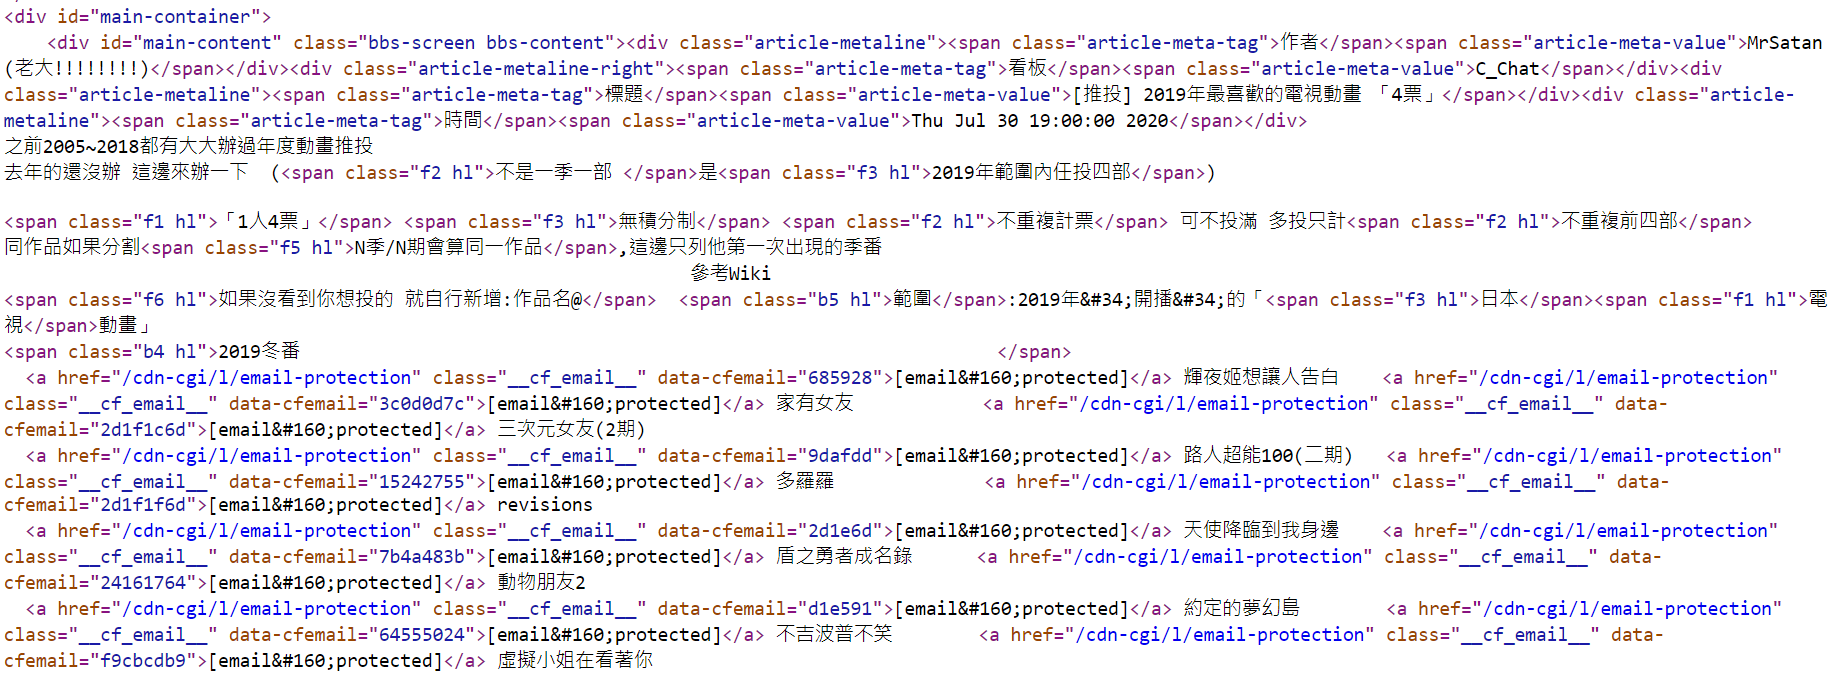 <div id="main-container">
<div id="main-content" class="bbs-screen bbs-content"><div class="article-metaline"><span class="article-meta-tag">作者</span><span class="article-meta-value">MrSatan
(老大!!!!!!!!)</span></div><div class="article-metaline-right"><span class="article-meta-tag">看板</span><span class="article-meta-value">C_Chat</span></div><div
class="article-metaline"><span class="article-meta-tag">標題</span><span class="article-meta-value">[推投] 2019年最喜歡的電視動畫 「4票」</span></div><div class="article-
metaline"><span class="article-meta-tag">時間</span><span class="article-meta-value">Thu Jul 30 19:00:00 2020</span></div>
之前2005~2018都有大大辦過年度動畫推投
去年的還沒辦 這邊來辦一下  (<span class="f2 hl">不是一季一部 </span>是<span class="f3 hl">2019年範圍內任投四部</span>)
<span class="f1 hl">「1人4票」</span> <span class="f3 hl">無積分制</span> <span class="f2 hl">不重複計票</span> 可不投滿 多投只計<span class="f2 hl">不重複前四部</span>
同作品如果分割<span class="f5 hl">N季/N期會算同一作品</span>,這邊只列他第一次出現的季番
參考Wiki
<span class="f6 hl">如果沒看到你想投的 就自行新增:作品名@</span>  <span class="b5 hl">範圍</span>:2019年&#34;開播&#34;的「<span class="f3 hl">日本</span><span class="f1 hl">電
視</span>動畫」
<span class="b4 hl">2019冬番 </span>
<a href="/cdn-cgi/l/email-protection" class="__cf_email__" data-cfemail="685928">[email&#160;protected]</a> 輝夜姬想讓人告白 <a href="/cdn-cgi/l/email-protection"
class="__cf_email__" data-cfemail="3c0d0d7c">[email&#160;protected]</a> 家有女友 <a href="/cdn-cgi/l/email-protection" class="__cf_email__" data-
cfemail="2d1f1c6d">[email&#160;protected]</a> 三次元女友(2期)
<a href="/cdn-cgi/l/email-protection" class="__cf_email__" data-cfemail="9dafdd">[email&#160;protected]</a> 路人超能100(二期) <a href="/cdn-cgi/l/email-protection"
class="__cf_email__" data-cfemail="15242755">[email&#160;protected]</a> 多羅羅 <a href="/cdn-cgi/l/email-protection" class="__cf_email__" data-
cfemail="2d1f1f6d">[email&#160;protected]</a> revisions
<a href="/cdn-cgi/l/email-protection" class="__cf_email__" data-cfemail="2d1e6d">[email&#160;protected]</a> 天使降臨到我身邊 <a href="/cdn-cgi/l/email-protection"
class="__cf_email__" data-cfemail="7b4a483b">[email&#160;protected]</a> 盾之勇者成名錄 <a href="/cdn-cgi/l/email-protection" class="__cf_email__" data-
cfemail="24161764">[email&#160;protected]</a> 動物朋友2
<a href="/cdn-cgi/l/email-protection" class="__cf_email__" data-cfemail="d1e591">[email&#160;protected]</a> 約定的夢幻島 <a href="/cdn-cgi/l/email-protection"
class="__cf_email__" data-cfemail="64555024">[email&#160;protected]</a> 不吉波普不笑 <a href="/cdn-cgi/l/email-protection" class="__cf_email__" data-
cfemail="f9cbcdb9">[email&#160;protected]</a> 虛擬小姐在看著你